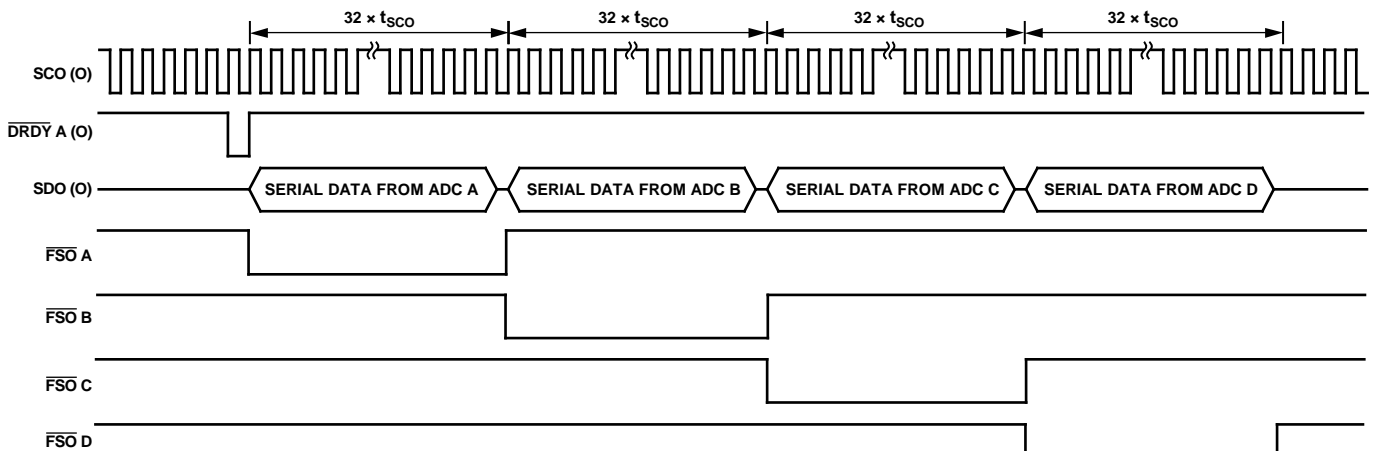 32 × tSCO 32 × tSCO 32 × tSCO 32 × tSCO
SCO (O)
DRDY A (O)
SDO (O) SERIAL DATA FROM ADC A SERIAL DATA FROM ADC B SERIAL DATA FROM ADC C SERIAL DATA FROM ADC D
FSO A
FSO B
FSO C
FSO D